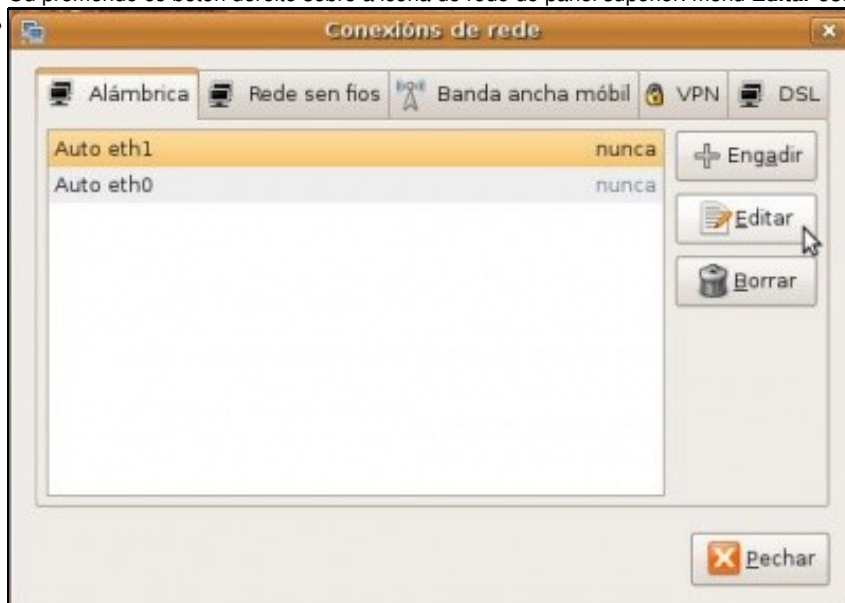 Conexións de rede
Alámbrica Rede sen fios Banda ancha móbil VPN DSL
Auto eth1 nunca
Auto eth0 nunca
Engadir
Editar
Borrar
Pechar